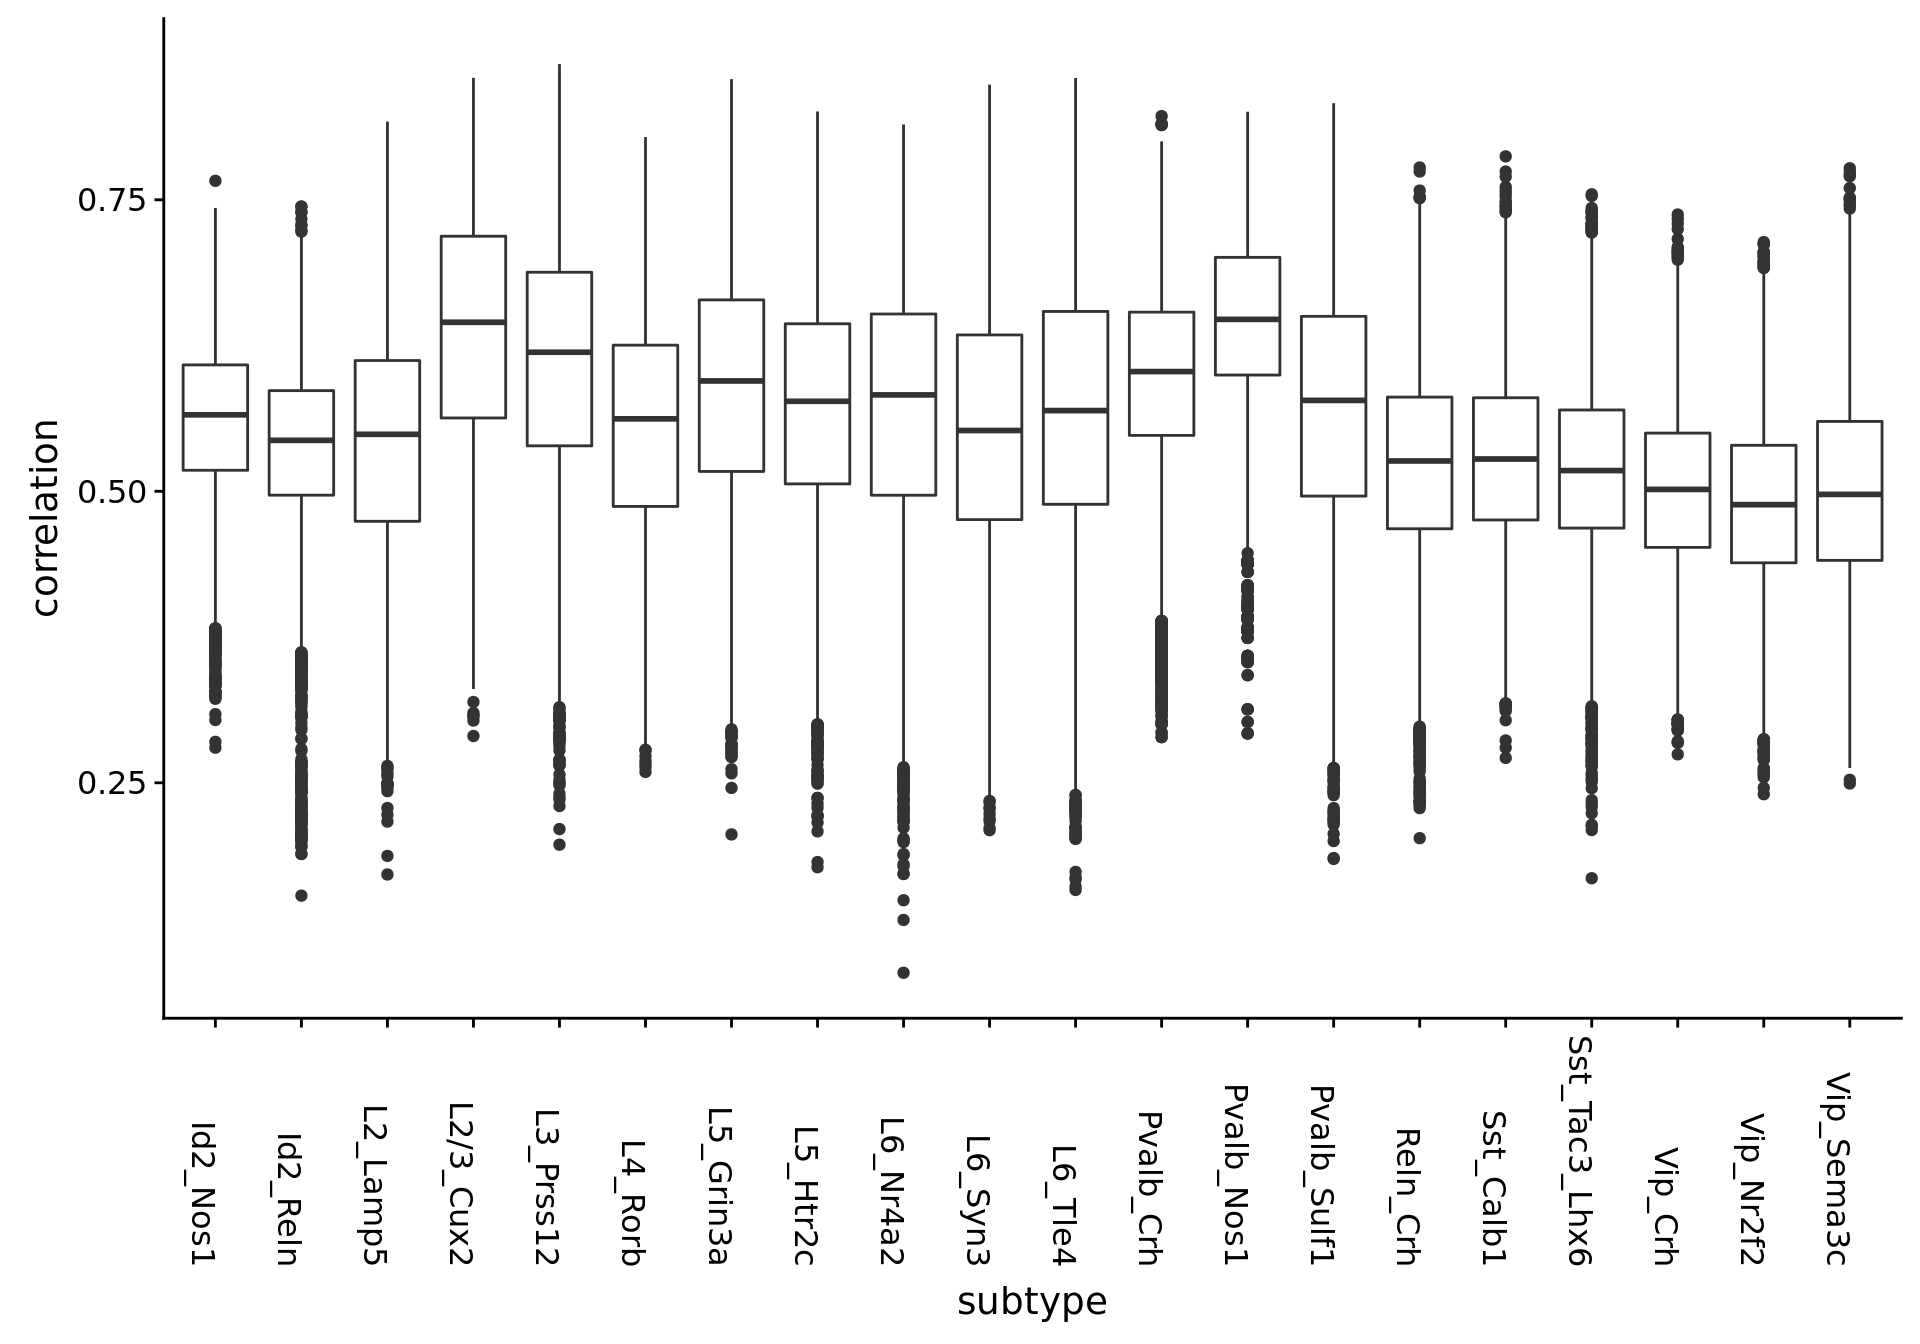 correlation
0.75
0.50
0.25
Id2_Nos1
Id2_Reln
L2_Lamp5
L2/3_Cux2
L3_Prss12
L4_Rorb
L5_Grin3a
L5_Htr2c
L6_Nr4a2
L6_Syn3
L6_Tle4
Pvalb_Crh
Pvalb_Nos1
Pvalb_Sulf1
Reln_Crh
Sst_Calb1
Sst_Tac3_Lhx6
Vip_Crh
Vip_Nr2f2
Vip_Sema3c
subtype